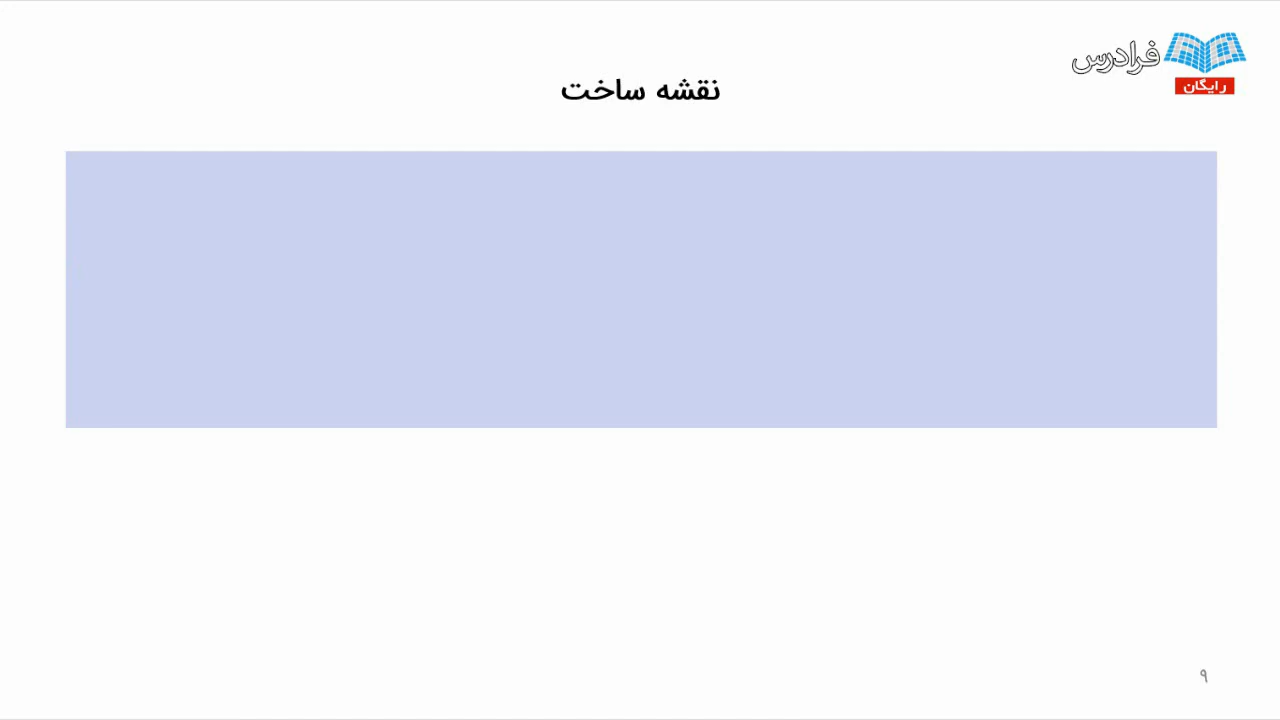 فرادرس
رایگان
نقشه ساخت
۹